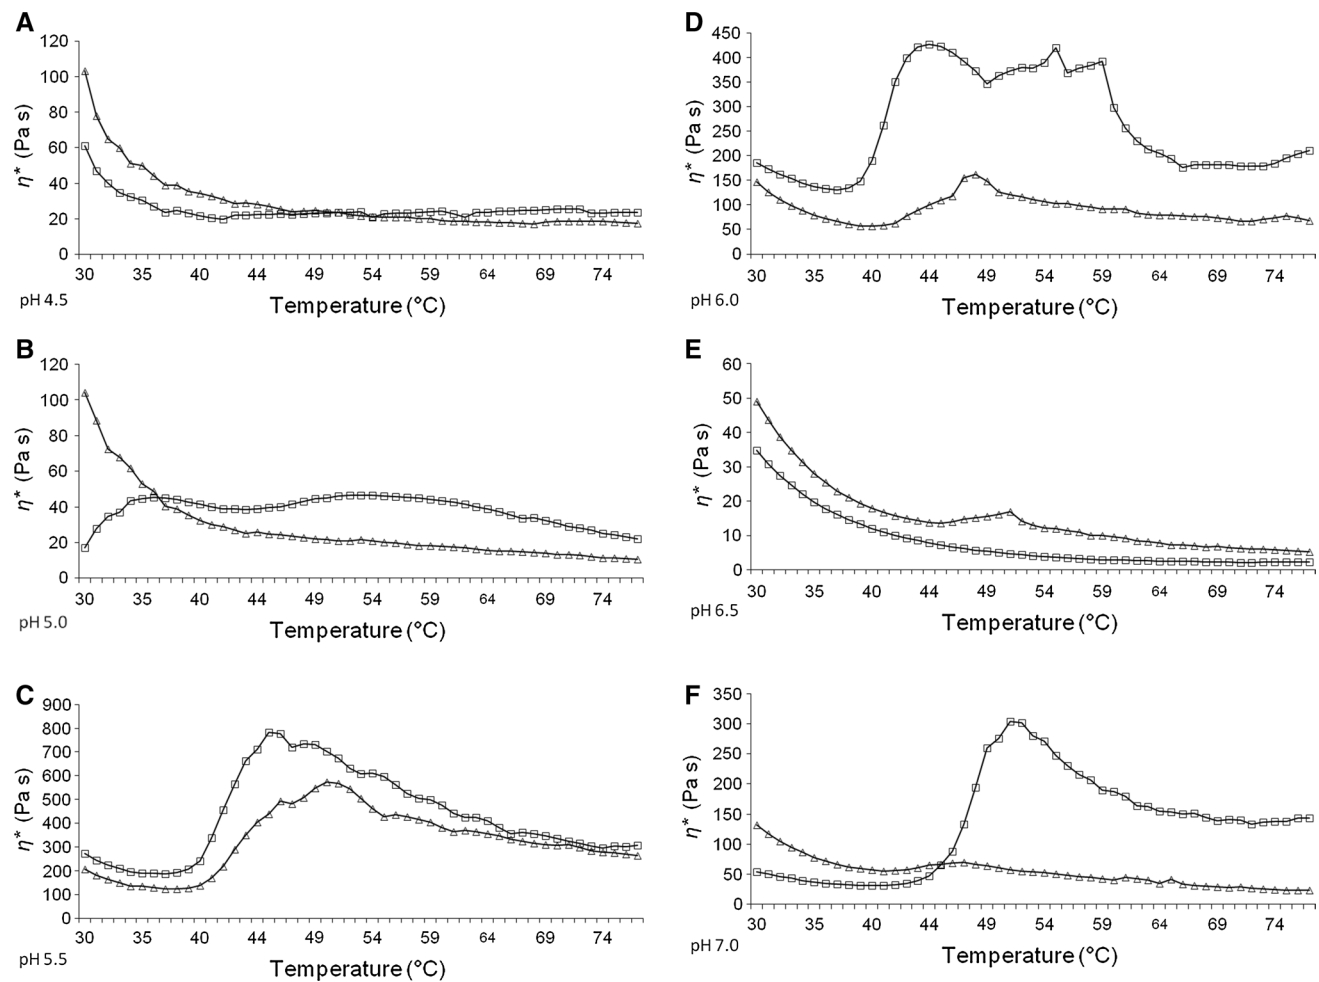 A
120
100
80
60
40
20
0
η* (Pa s)
30 35 40 44 49 54 59 64 69 74
pH 4.5
Temperature (°C)
B
120
100
80
60
40
20
0
η* (Pa s)
30 35 40 44 49 54 59 64 69 74
pH 5.0
Temperature (°C)
C
900
800
700
600
500
400
300
200
100
0
η* (Pa s)
30 35 40 44 49 54 59 64 69 74
pH 5.5
Temperature (°C)
D
450
400
350
300
250
200
150
100
50
0
η* (Pa s)
30 35 40 44 49 54 59 64 69 74
pH 6.0
Temperature (°C)
E
60
50
40
30
20
10
0
η* (Pa s)
30 35 40 44 49 54 59 64 69 74
pH 6.5
Temperature (°C)
F
350
300
250
200
150
100
50
0
η* (Pa s)
30 35 40 44 49 54 59 64 69 74
pH 7.0
Temperature (°C)